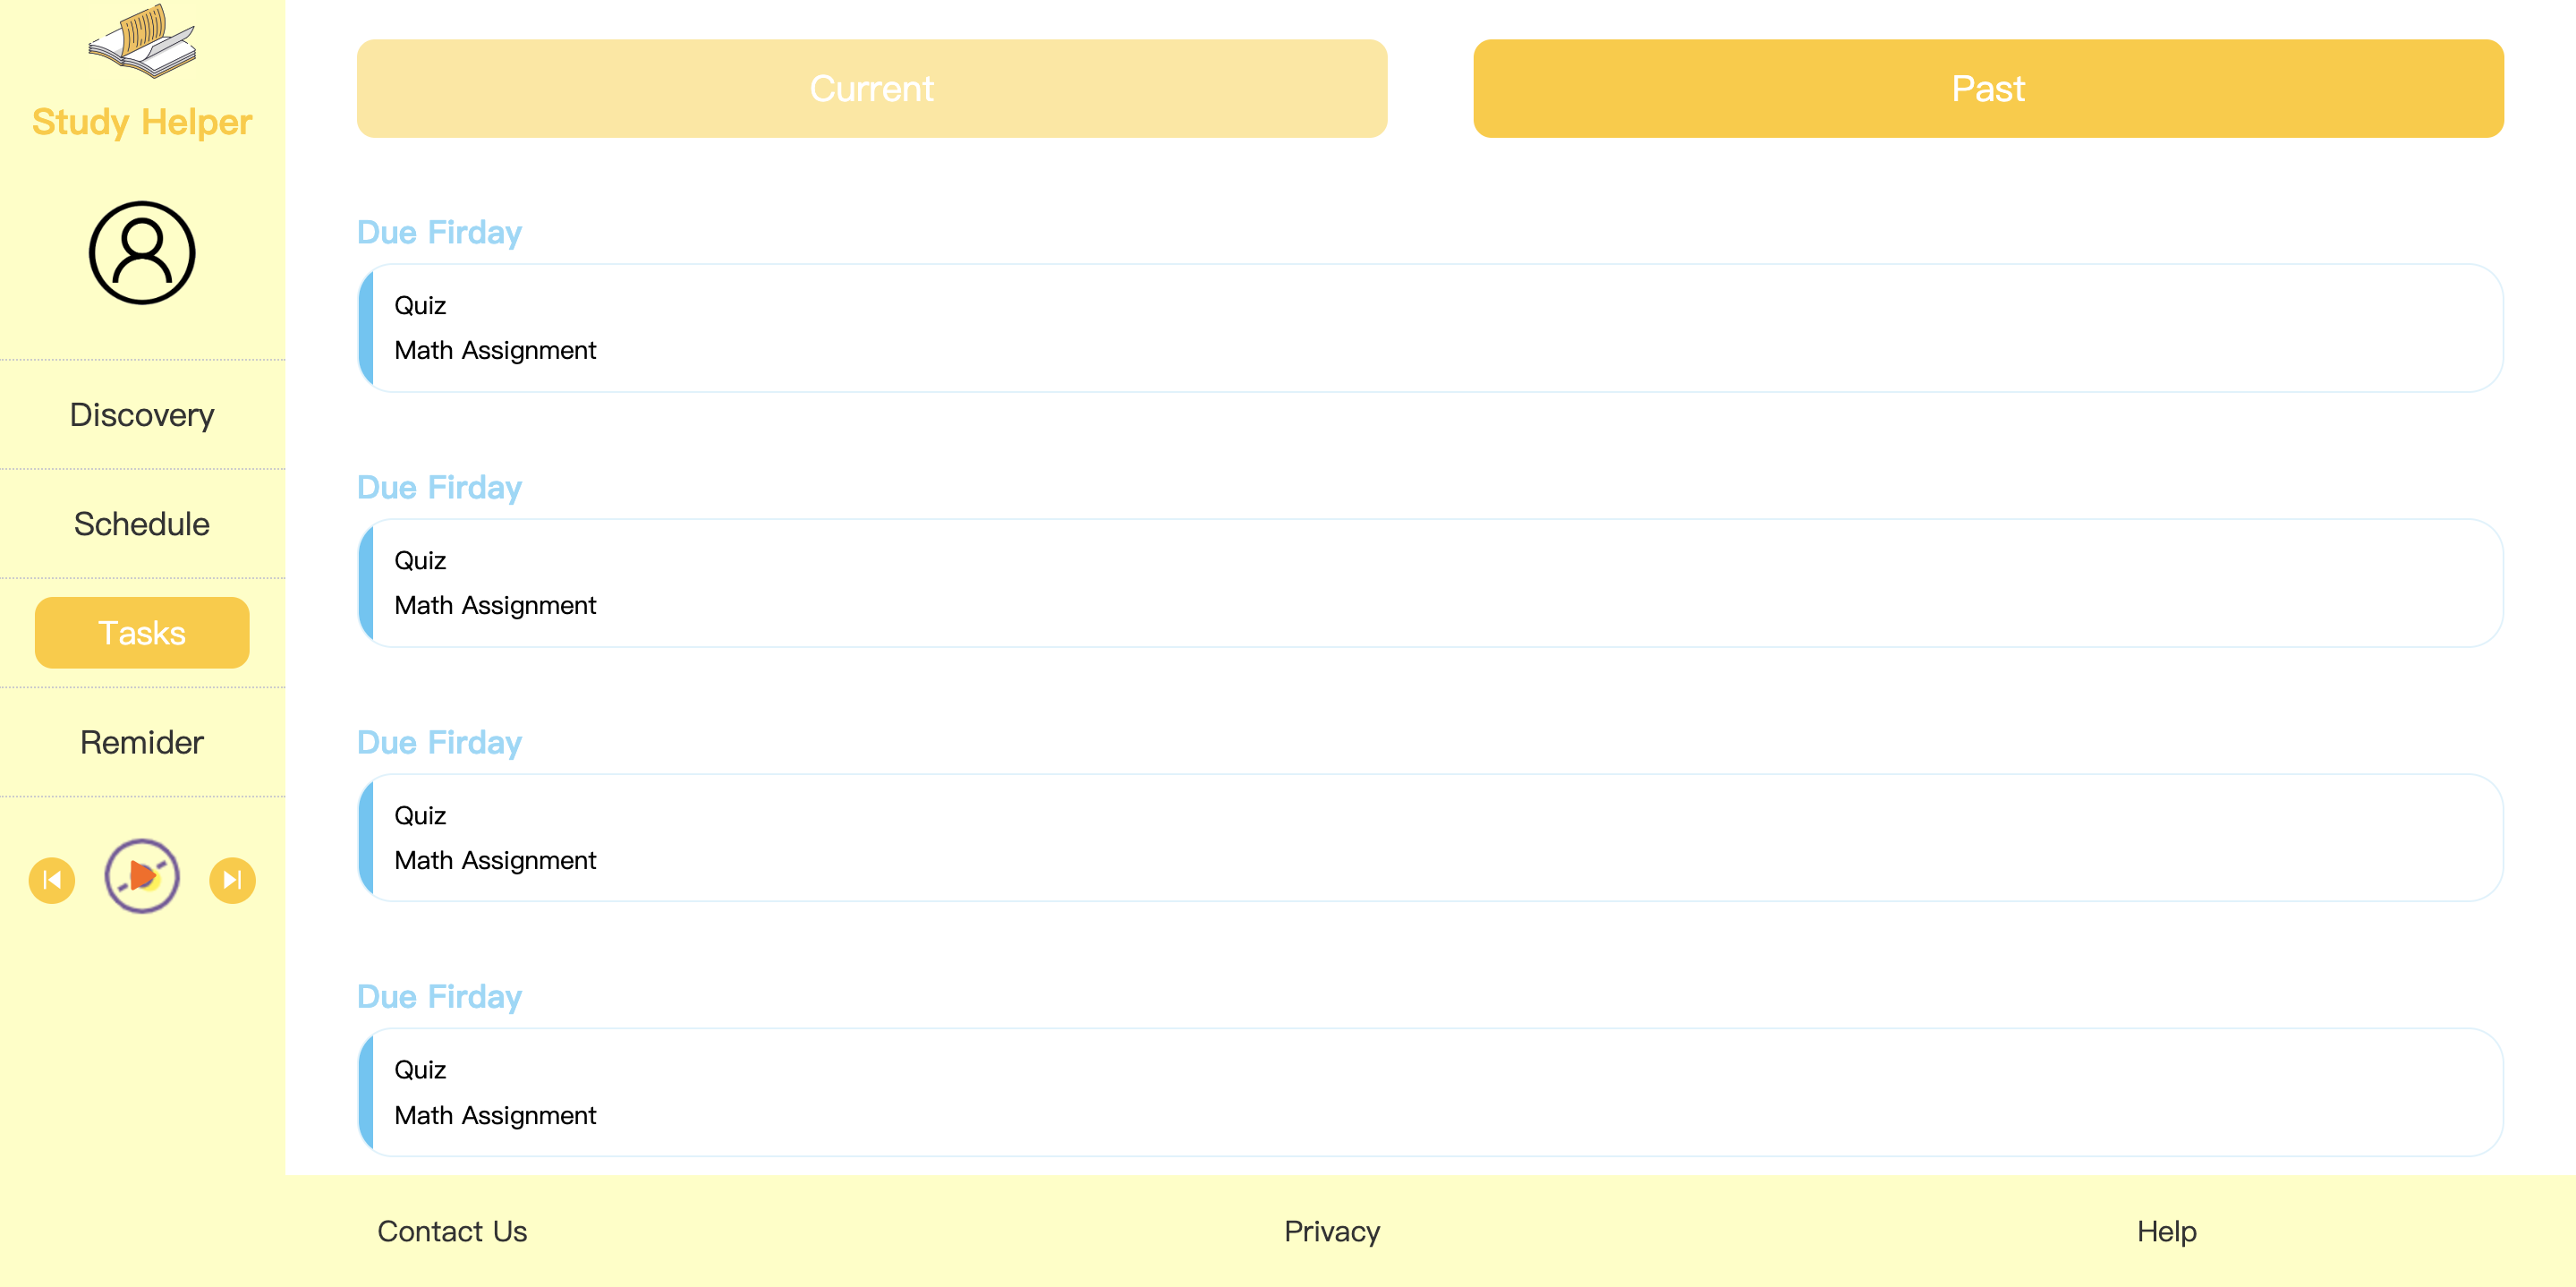 Study Helper
Discovery
Schedule
Tasks
Remider
Current
Past
Due Firday
Quiz
Math Assignment
Due Firday
Quiz
Math Assignment
Due Firday
Quiz
Math Assignment
Due Firday
Quiz
Math Assignment
Contact Us
Privacy
Help